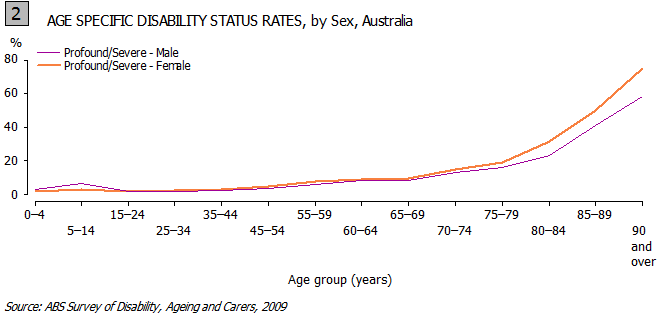 2 AGE SPECIFIC DISABILITY STATUS RATES, by Sex, Australia
%
Profound/Severe - Male
Profound/Severe - Female
80
60
40
20
0
0–4 15–24 35–44 55–59 65–69 75–79 85–89 90
5–14 25–34 45–54 60–64 70–74 80–84 and
over
Age group (years)
Source: ABS Survey of Disability, Ageing and Carers, 2009